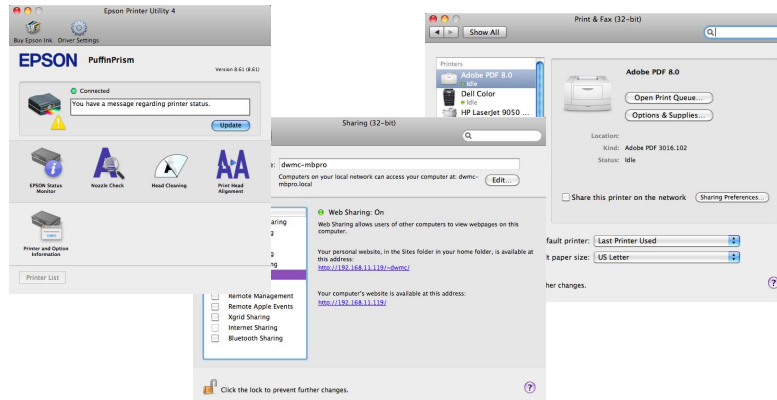 Epson Printer Utility 4
Buy Epson Ink Driver Settings
EPSON PuffinPrism
Version 8.61 (8.61)
Connected
You have a message regarding printer status.
Update
EPSON Status Monitor
Nozzle Check
Head Cleaning
Print Head Alignment
Printer and Option Information
Printer List
Sharing (32-bit)
dwmc-mbpro
Computers on your local network can access your computer at: dwmc-
mbpro.local
Edit...
Web Sharing: On
Web Sharing allows users of other computers to view webpages on this
computer.
Your personal website, in the Sites folder in your home folder, is available at
this address:
http://192.168.11.119/~dwmc/
Your computer's website is available at this address:
http://192.168.11.119/
Remote Management
Remote Apple Events
Xgrid Sharing
Internet Sharing
Bluetooth Sharing
Click the lock to prevent further changes.
?
Print & Fax (32-bit)
Show All
Printers
Adobe PDF 8.0
Idle
Dell Color
Idle
HP LaserJet 9050 ...
Adobe PDF 8.0
Open Print Queue...
Options & Supplies...
Location:
Kind: Adobe PDF 3016.102
Status: Idle
Share this printer on the network
Sharing Preferences...
fault printer: Last Printer Used
t paper size: US Letter
her changes.
?